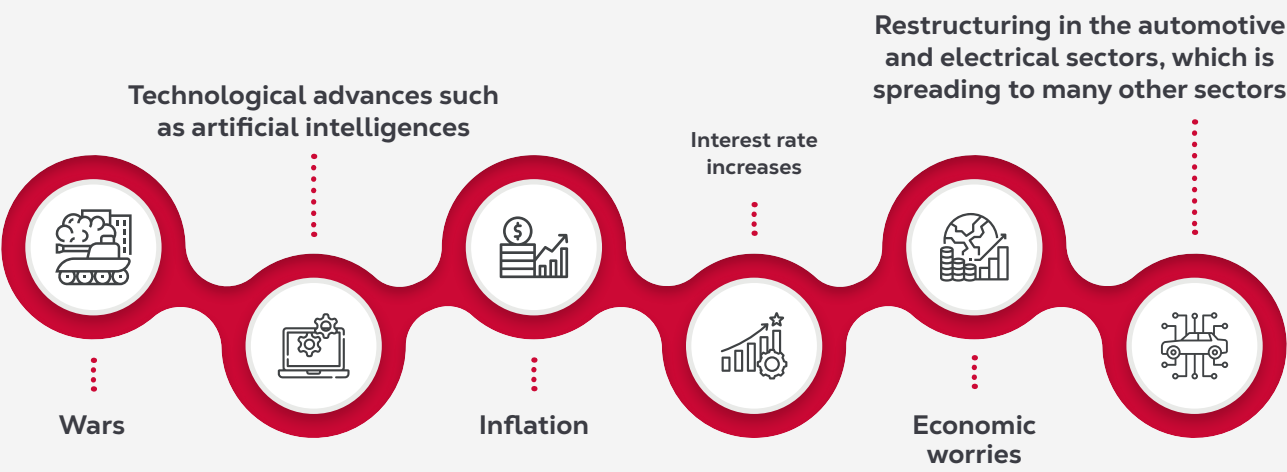 Wars
Technological advances such
as artificial intelligences
Inflation
Interest rate
increases
Economic
worries
Restructuring in the automotive
and electrical sectors, which is
spreading to many other sectors